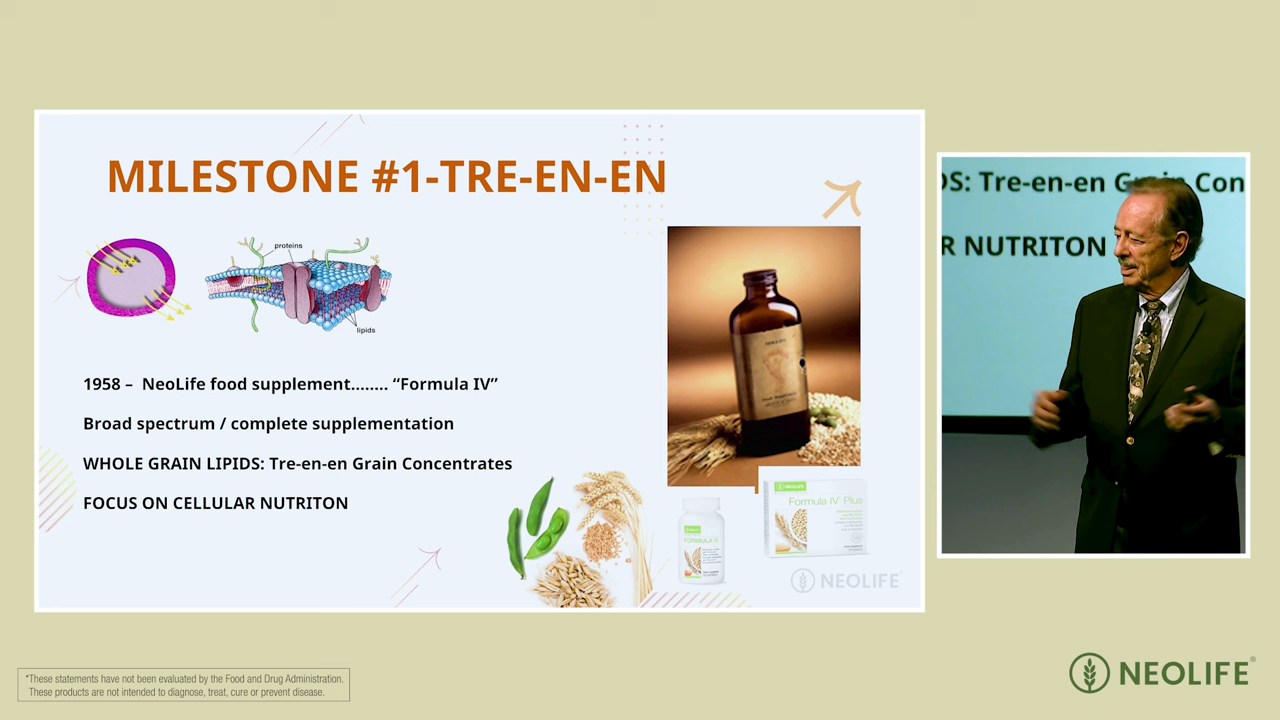 MILESTONE #1-TRE-EN-EN
proteins
lipids
1958 – NeoLife food supplement........ “Formula IV”
Broad spectrum / complete supplementation
WHOLE GRAIN LIPIDS: Tre-en-en Grain Concentrates
FOCUS ON CELLULAR NUTRITON
NEOLIFE
FORMULA IV
NEOLIFE
Formula IV Plus
NEOLIFE
OS: Tre-en-en Grain Con
R NUTRITON
*These statements have not been evaluated by the Food and Drug Administration.
These products are not intended to diagnose, treat, cure or prevent disease.
NEOLIFE®